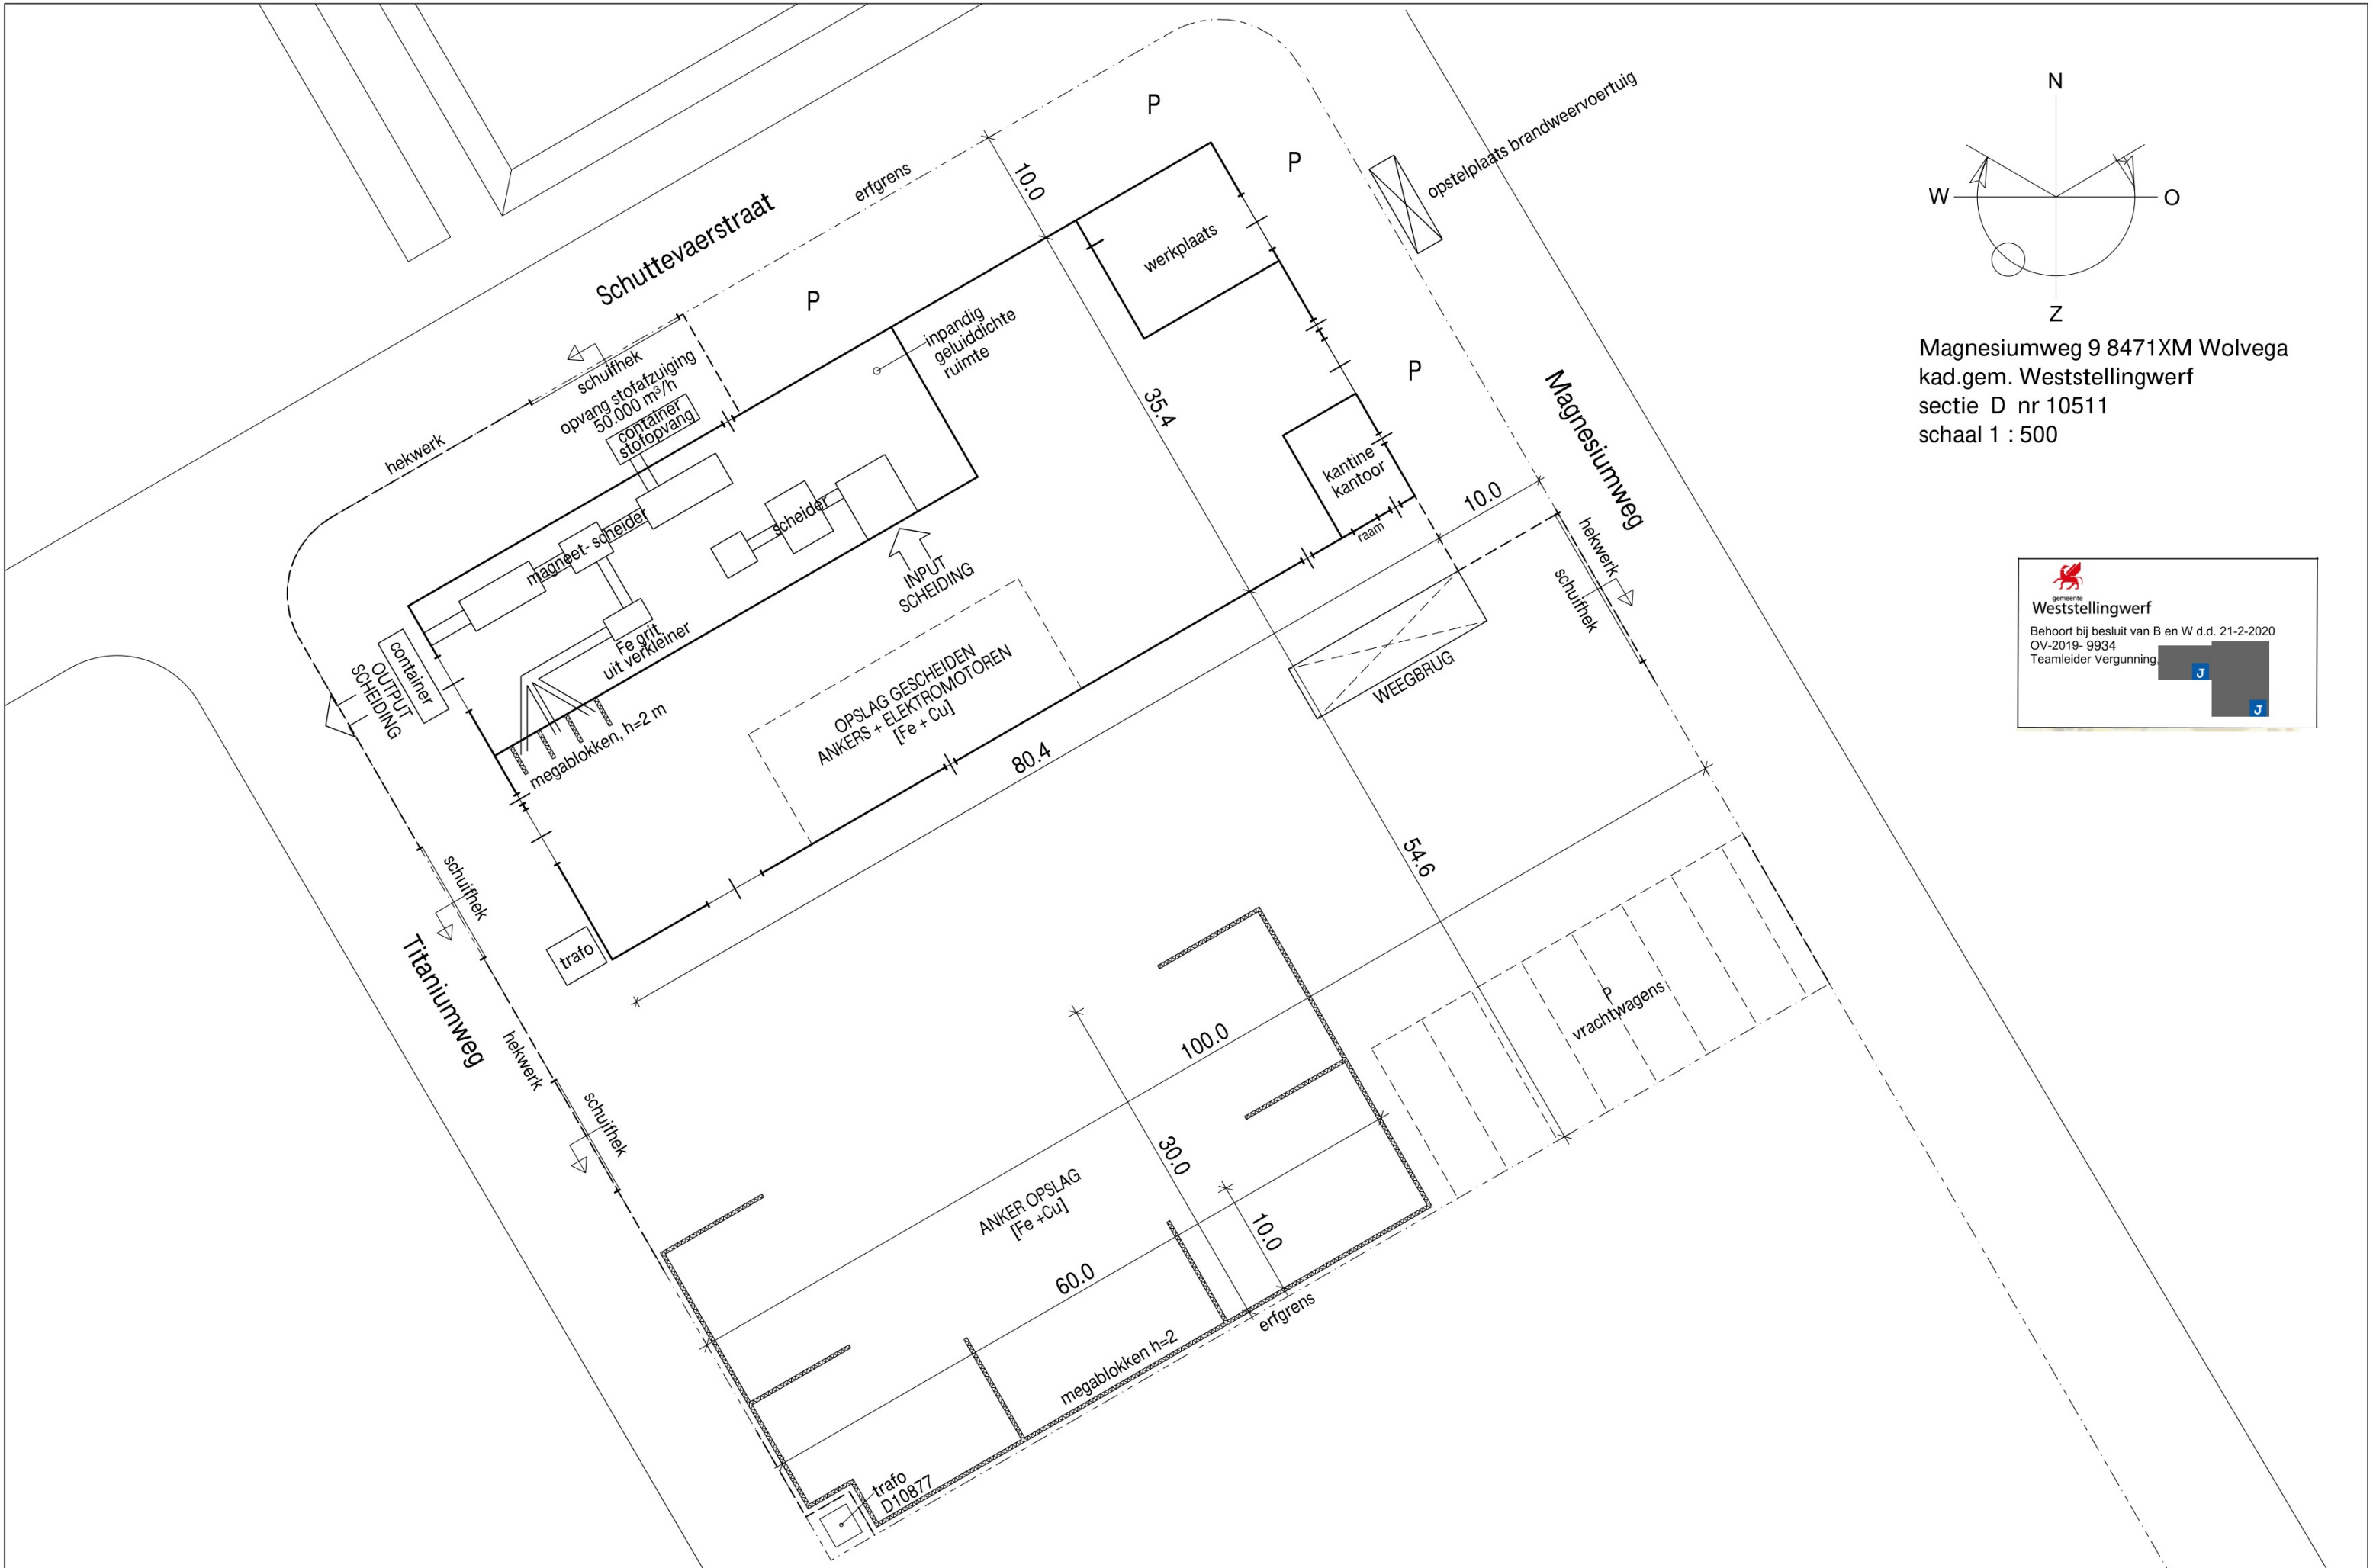 N
W
O
Z
Magnesiumweg 9 8471XM Wolvega
kad.gem. Weststellingwerf
sectie D nr 10511
schaal 1 : 500
gemeente
Weststellingwerf
Behoort bij besluit van B en W d.d. 21-2-2020
OV-2019- 9934
Teamleider Vergunning,
J
J
opstelplaats brandweervoertuig
P
P
P
P
erfgrens
10.0
Schuttevaerstraat
werkplaats
inpandig
geluiddichte
ruimte
schuifhek
opvang stofafzuiging
50.000 m³/h
container
stofopvang
hekwerk
35.4
Magnesiumweg
kantine
kantoor
raam
10.0
hekwerk
schuifhek
magneet- scheider
scheider
INPUT
SCHEIDING
Fe grit
uit verkleiner
container
OUTPUT
SCHEIDING
megablokken, h=2 m
OPSLAG GESCHEIDEN
ANKERS + ELEKTROMOTOREN
[Fe + Cu]
WEEGBRUG
80.4
54.6
schuifhek
Titaniumweg
trafo
hekwerk
schuifhek
P
vrachtwagens
100.0
30.0
ANKER OPSLAG
[Fe +Cu]
10.0
60.0
erfgrens
megablokken h=2
trafo
D10877